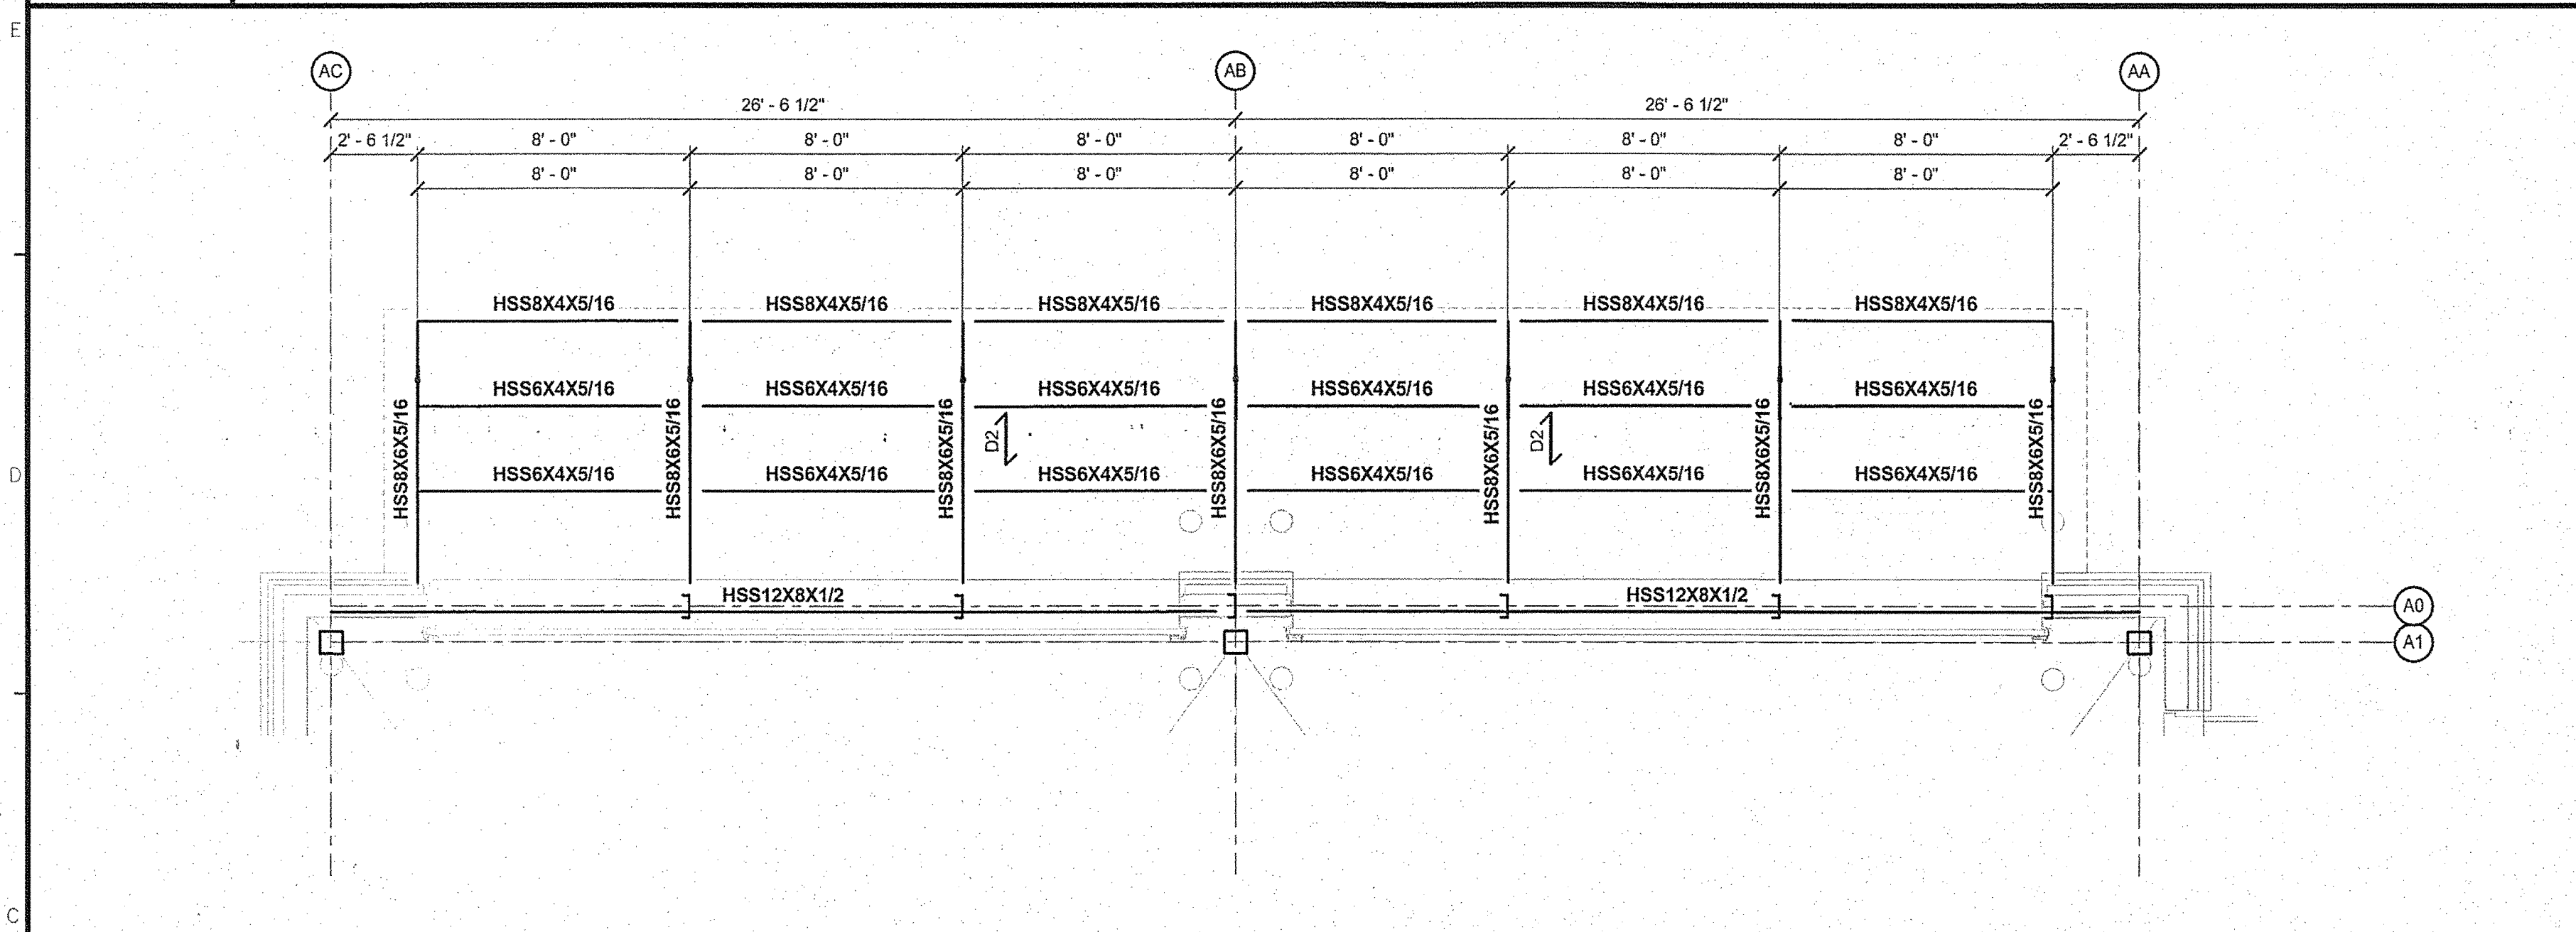 E
AC AB AA
26' - 6 1/2" 26' - 6 1/2"
2' - 6 1/2" 8' - 0" 8' - 0" 8' - 0" 8' - 0" 8' - 0" 8' - 0" 2' - 6 1/2"
8' - 0" 8' - 0" 8' - 0" 8' - 0" 8' - 0" 8' - 0"
HSS8X4X5/16 HSS8X4X5/16 HSS8X4X5/16 HSS8X4X5/16 HSS8X4X5/16 HSS8X4X5/16
HSS6X4X5/16 HSS6X4X5/16 HSS6X4X5/16 HSS6X4X5/16 HSS6X4X5/16 HSS6X4X5/16
HSS8X6X5/16 HSS8X6X5/16 HSS8X6X5/16 HSS8X6X5/16 HSS8X6X5/16 HSS8X6X5/16 HSS8X6X5/16
D2 D2
D
HSS6X4X5/16 HSS6X4X5/16 HSS6X4X5/16 HSS6X4X5/16 HSS6X4X5/16 HSS6X4X5/16
HSS12X8X1/2 HSS12X8X1/2
A0
A1
C